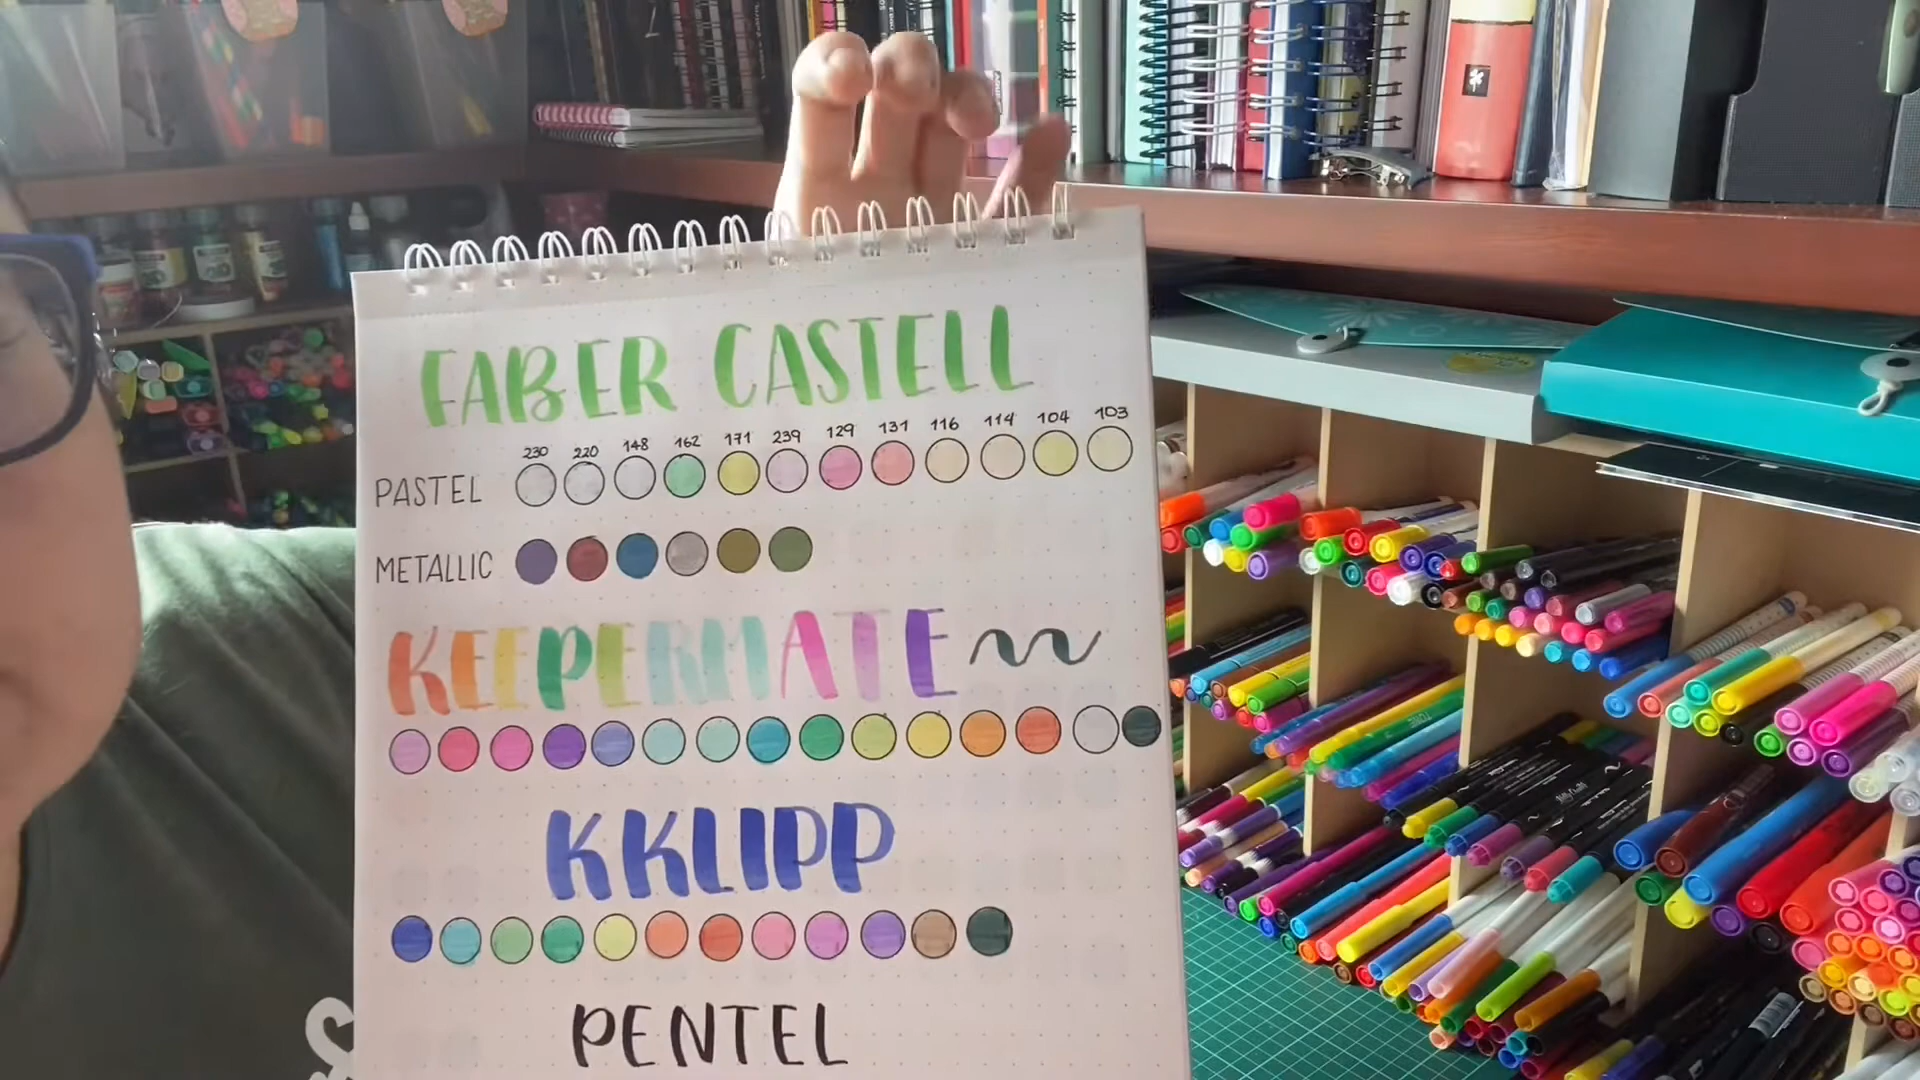 FABER CASTELL
230 220 148 162 171 239 129 131 116 114 104 103
PASTEL
METALLIC
KEEPERMATE
KKLIPP
PENTEL